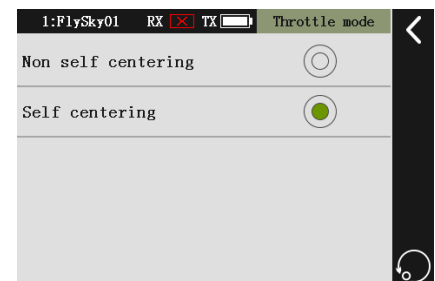 1:FlySky01 RX TX Throttle mode
Non self centering
Self centering